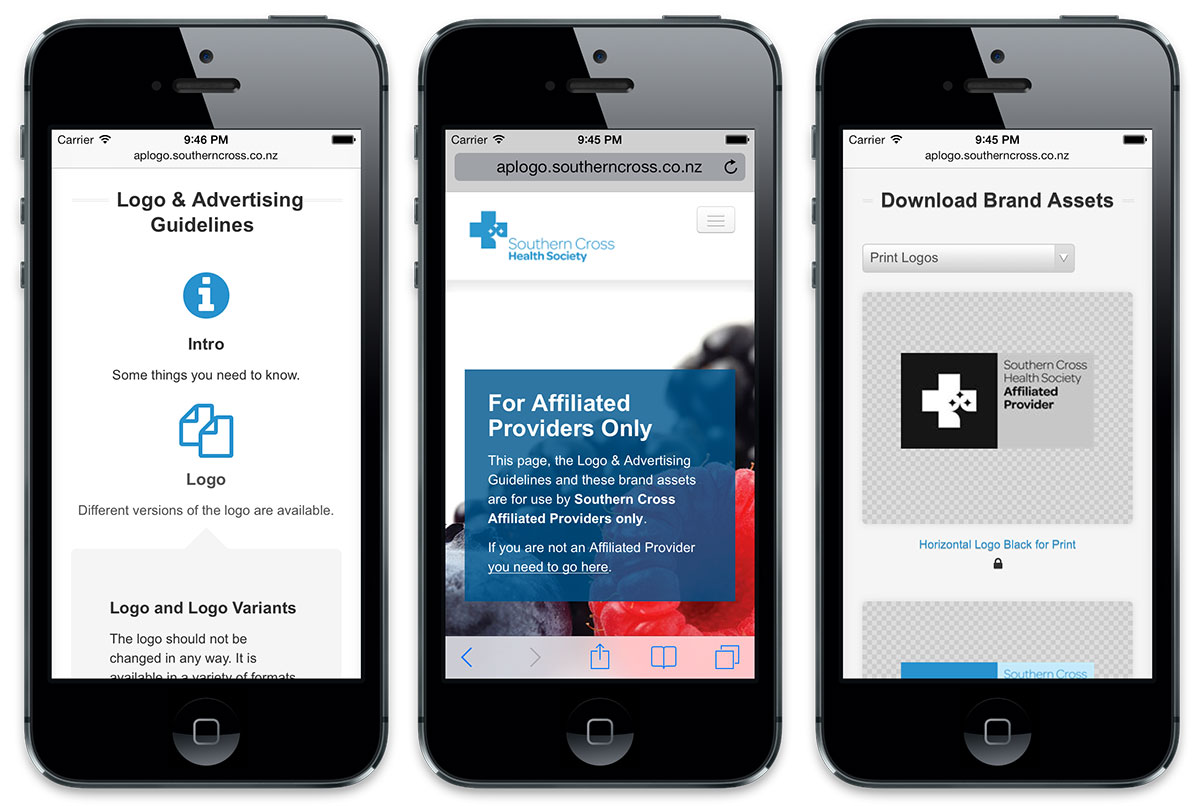 Carrier 9:46 PM
aplogo.southerncross.co.nz
Logo & Advertising
Guidelines
Intro
Some things you need to know.
Logo
Different versions of the logo are available.
Logo and Logo Variants
The logo should not be
changed in any way. It is
available in a variety of formats
Carrier 9:45 PM
aplogo.southerncross.co.nz
Southern Cross
Health Society
For Affiliated
Providers Only
This page, the Logo & Advertising
Guidelines and these brand assets
are for use by Southern Cross
Affiliated Providers only.
If you are not an Affiliated Provider
you need to go here.
Carrier 9:45 PM
aplogo.southerncross.co.nz
Download Brand Assets
Print Logos
Southern Cross
Health Society
Affiliated
Provider
Horizontal Logo Black for Print
Southern Cross